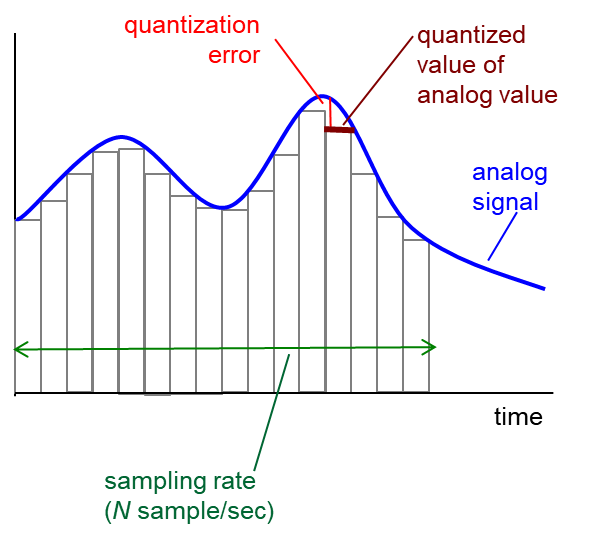 quantization
error
quantized
value of
analog value
analog
signal
time
sampling rate
(N sample/sec)